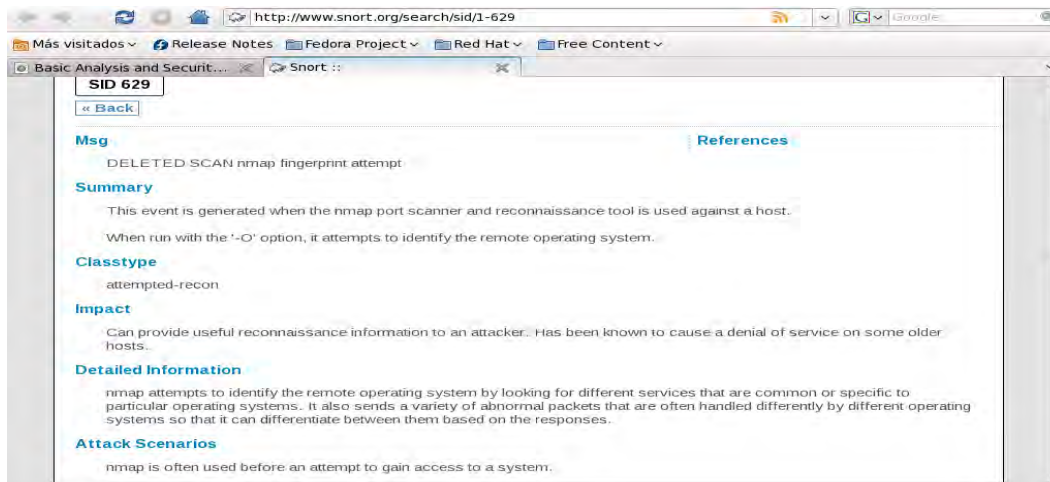 http://www.snort.org/search/sid/1-629
Google
Más visitados
Release Notes
Fedora Project
Red Hat
Free Content
Basic Analysis and Securit...
Snort ::
SID 629
« Back
Msg
References
DELETED SCAN nmap fingerprint attempt
Summary
This event is generated when the nmap port scanner and reconnaissance tool is used against a host.
When run with the '-O' option, it attempts to identify the remote operating system.
Classtype
attempted-recon
Impact
Can provide useful reconnaissance information to an attacker. Has been known to cause a denial of service on some older
hosts.
Detailed Information
nmap attempts to identify the remote operating system by looking for different services that are common or specific to
particular operating systems. It also sends a variety of abnormal packets that are often handled differently by different operating
systems so that it can differentiate between them based on the responses.
Attack Scenarios
nmap is often used before an attempt to gain access to a system.